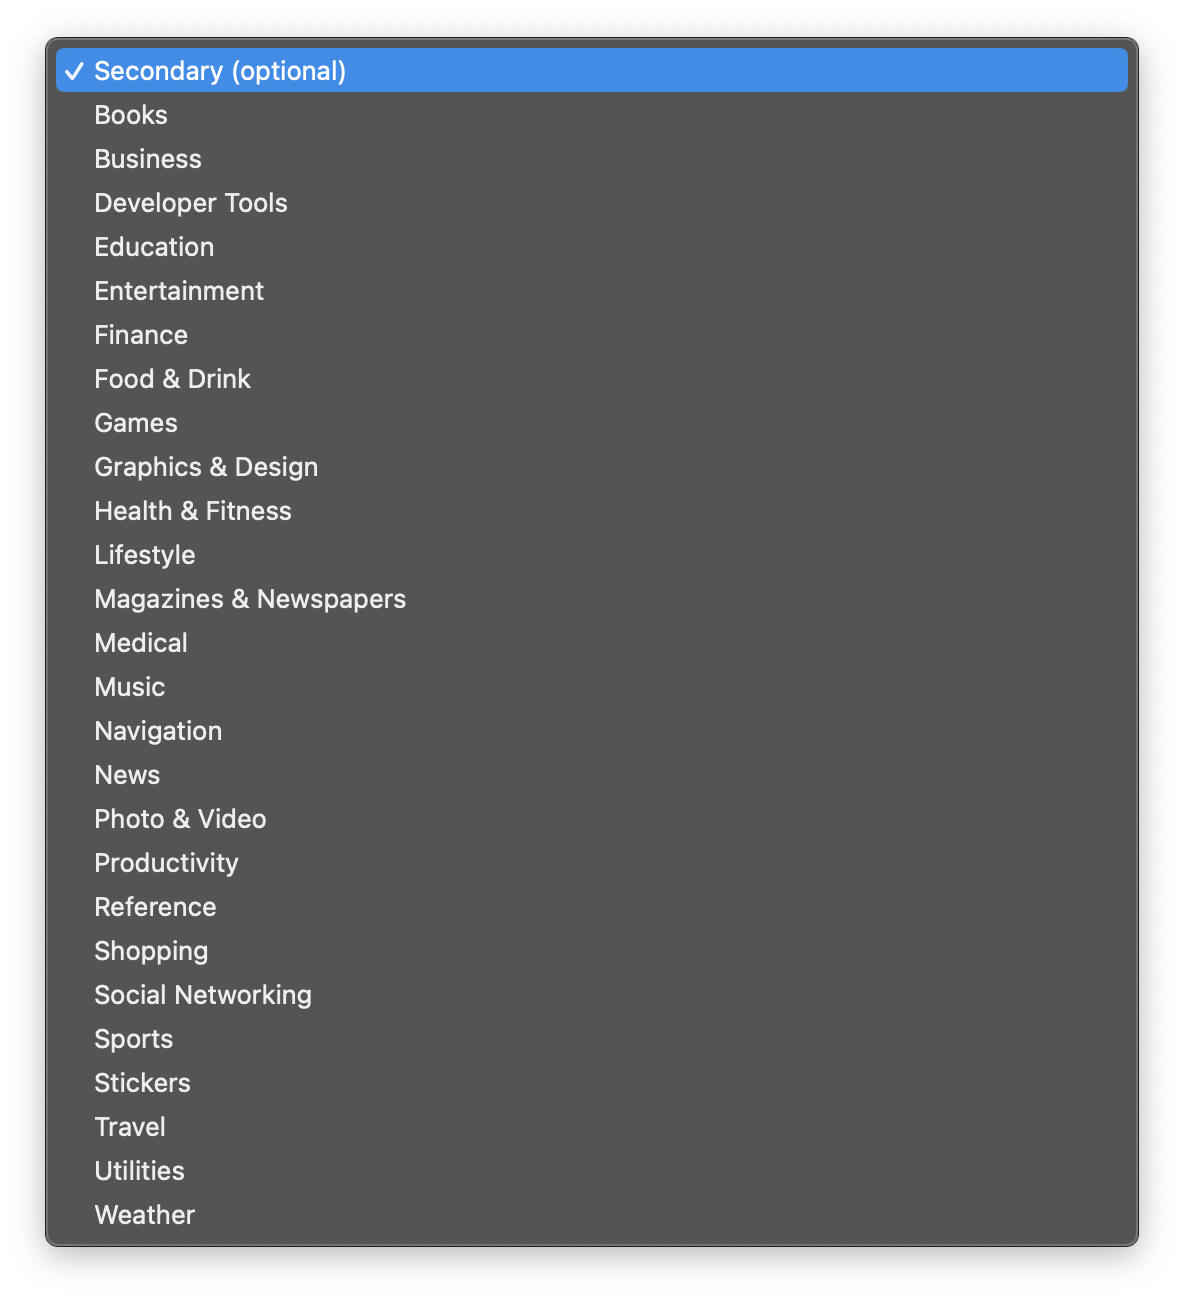 ✓ Secondary (optional)
Books
Business
Developer Tools
Education
Entertainment
Finance
Food & Drink
Games
Graphics & Design
Health & Fitness
Lifestyle
Magazines & Newspapers
Medical
Music
Navigation
News
Photo & Video
Productivity
Reference
Shopping
Social Networking
Sports
Stickers
Travel
Utilities
Weather